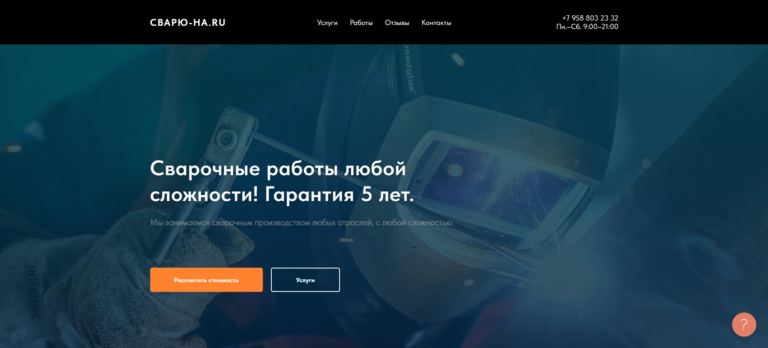 СВАРЮ-НА.RU
Услуги Работы Отзывы Контакты
+7 958 803 23 32
Пн.–Сб. 9:00–21:00
Сварочные работы любой
сложности! Гарантия 5 лет.
Мы занимаемся сварочным производством любых отраслей, с любой сложностью.
Рассчитать стоимость
Услуги
?